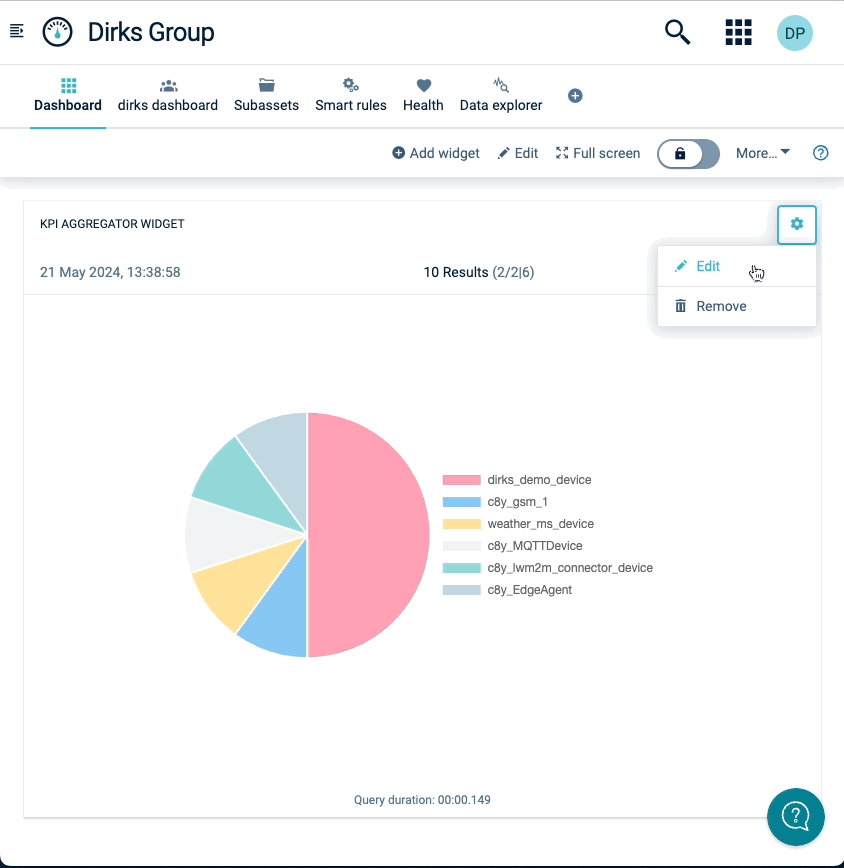 Dirks Group
DP
Dashboard
dirks dashboard
Subassets
Smart rules
Health
Data explorer
Add widget
Edit
Full screen
More...
KPI AGGREGATOR WIDGET
21 May 2024, 13:38:58
10 Results (2/2|6)
Edit
Remove
dirks_demo_device
c8y_gsm_1
weather_ms_device
c8y_MQTTDevice
c8y_lwm2m_connector_device
c8y_EdgeAgent
Query duration: 00:00.149